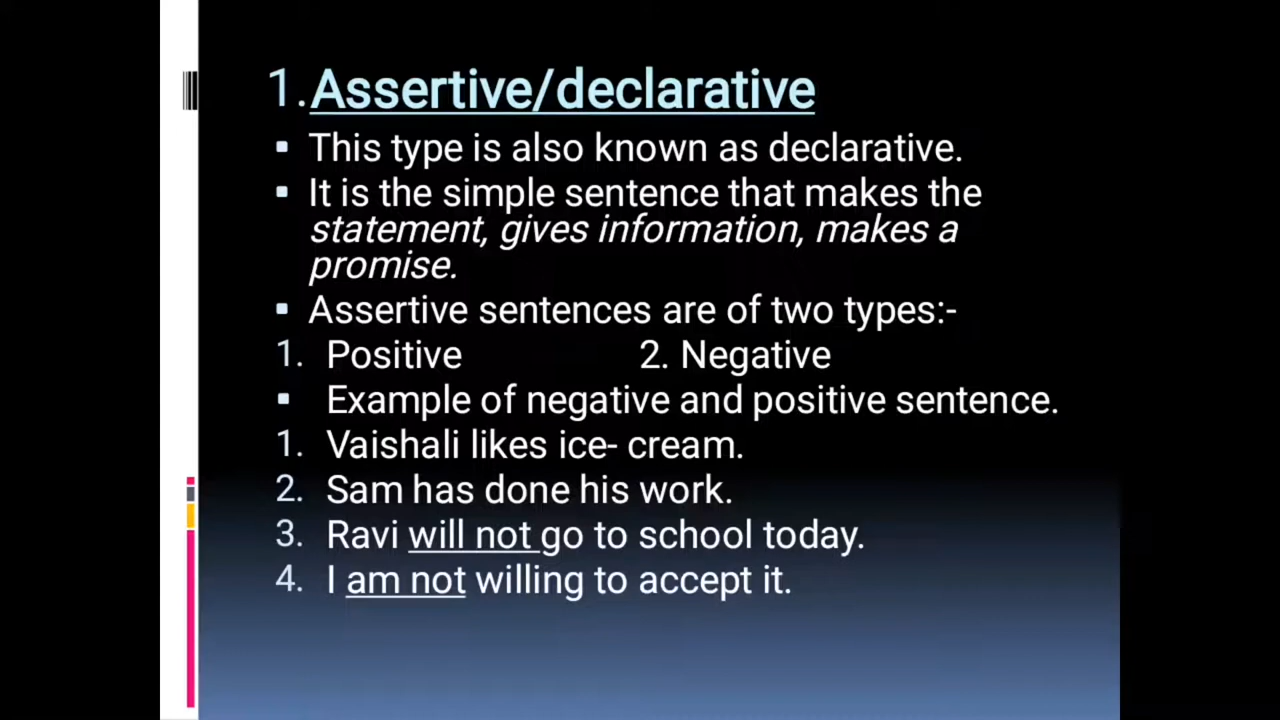 1. Assertive/declarative
▪ This type is also known as declarative.
▪ It is the simple sentence that makes the
statement, gives information, makes a
promise.
▪ Assertive sentences are of two types:-
1. Positive 2. Negative
▪ Example of negative and positive sentence.
1. Vaishali likes ice- cream.
2. Sam has done his work.
3. Ravi will not go to school today.
4. I am not willing to accept it.